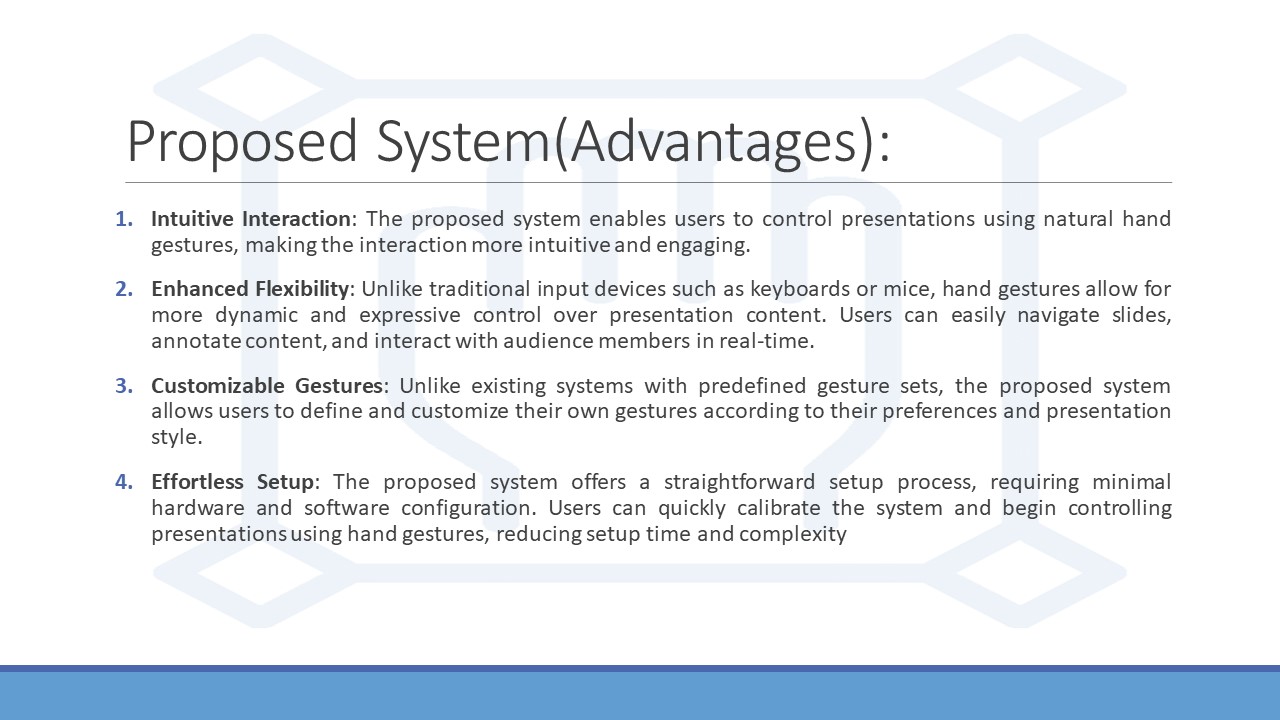 Proposed System(Advantages):
1. Intuitive Interaction: The proposed system enables users to control presentations using natural hand
gestures, making the interaction more intuitive and engaging.
2. Enhanced Flexibility: Unlike traditional input devices such as keyboards or mice, hand gestures allow for
more dynamic and expressive control over presentation content. Users can easily navigate slides,
annotate content, and interact with audience members in real-time.
3. Customizable Gestures: Unlike existing systems with predefined gesture sets, the proposed system
allows users to define and customize their own gestures according to their preferences and presentation
style.
4. Effortless Setup: The proposed system offers a straightforward setup process, requiring minimal
hardware and software configuration. Users can quickly calibrate the system and begin controlling
presentations using hand gestures, reducing setup time and complexity